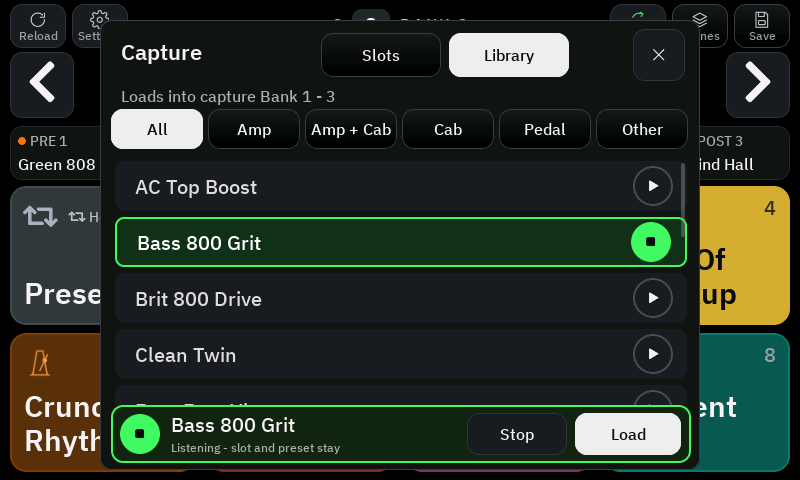 Reload
Save
Capture
Slots
Library
Loads into capture Bank 1 - 3
All
Amp
Amp + Cab
Cab
Pedal
Other
PRE 1
Green 808
POST 3
AC Top Boost
Bass 800 Grit
4
Of
Brit 800 Drive
Clean Twin
8
Bass 800 Grit
Listening - slot and preset stay
Stop
Load